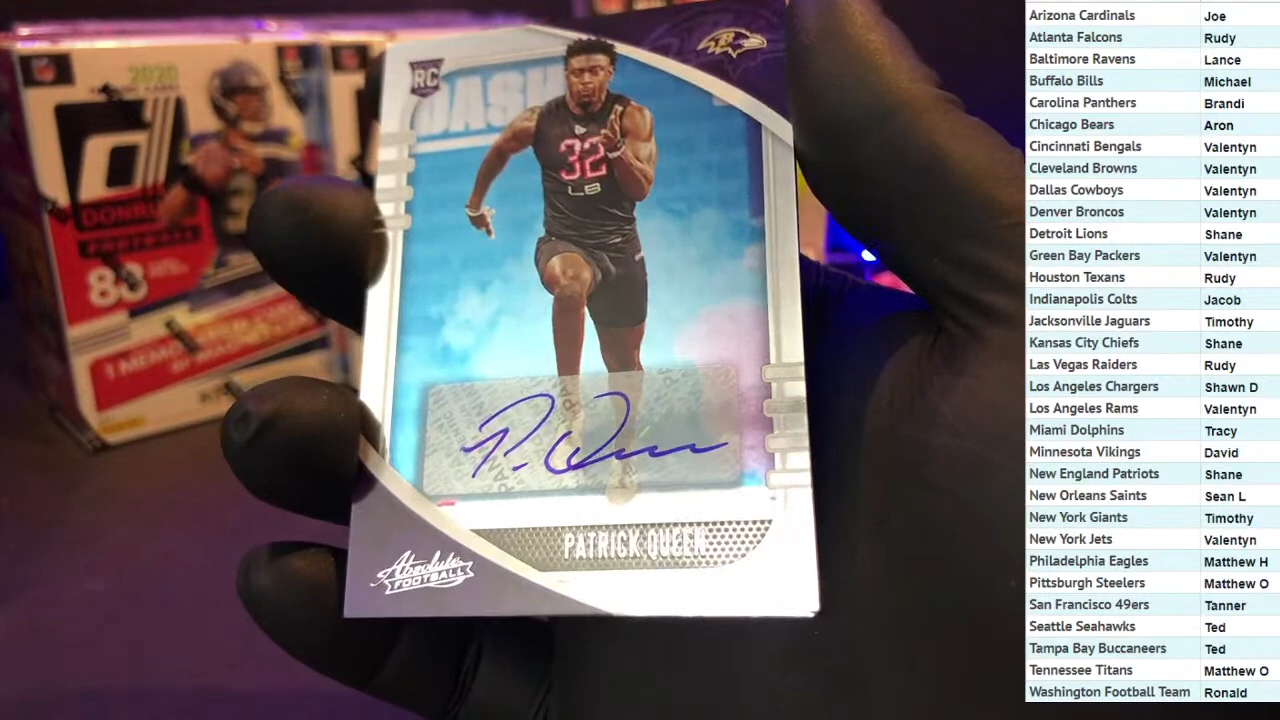 2020
DONRUSS
FOOTBALL
83
RC
DASH
32
LB
P. Queen
PATRICK QUEEN
Absolute
FOOTBALL
Arizona Cardinals Joe
Atlanta Falcons Rudy
Baltimore Ravens Lance
Buffalo Bills Michael
Carolina Panthers Brandi
Chicago Bears Aron
Cincinnati Bengals Valentyn
Cleveland Browns Valentyn
Dallas Cowboys Valentyn
Denver Broncos Valentyn
Detroit Lions Shane
Green Bay Packers Valentyn
Houston Texans Rudy
Indianapolis Colts Jacob
Jacksonville Jaguars Timothy
Kansas City Chiefs Shane
Las Vegas Raiders Rudy
Los Angeles Chargers Shawn D
Los Angeles Rams Valentyn
Miami Dolphins Tracy
Minnesota Vikings David
New England Patriots Shane
New Orleans Saints Sean L
New York Giants Timothy
New York Jets Valentyn
Philadelphia Eagles Matthew H
Pittsburgh Steelers Matthew O
San Francisco 49ers Tanner
Seattle Seahawks Ted
Tampa Bay Buccaneers Ted
Tennessee Titans Matthew O
Washington Football Team Ronald